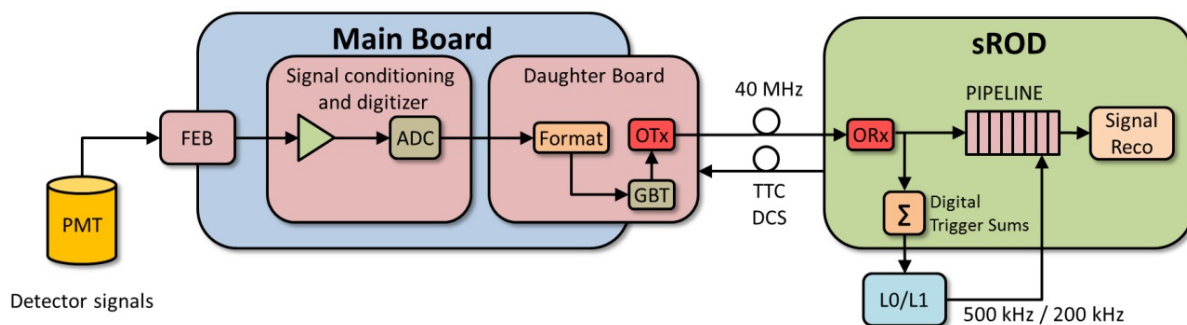 Main Board
sROD
Signal conditioning
and digitizer
Daughter Board
40 MHz
PIPELINE
FEB
ADC
Format
OTx
ORx
Signal
Reco
GBT
TTC
DCS
PMT
Σ
Digital
Trigger Sums
Detector signals
L0/L1
500 kHz / 200 kHz